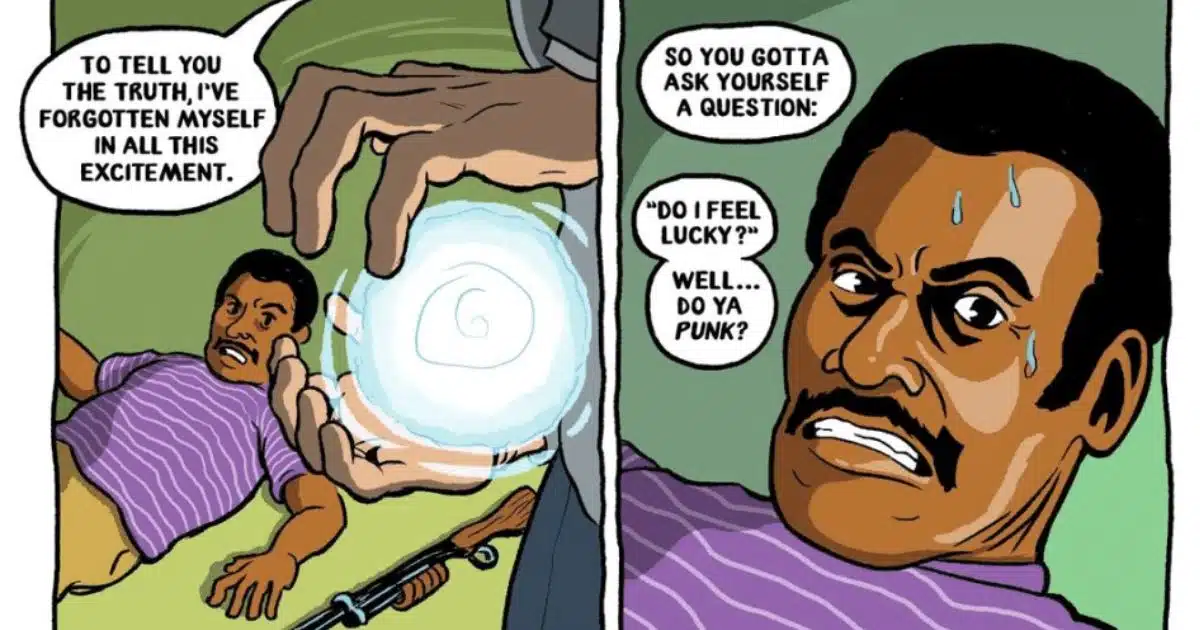 TO TELL YOU
THE TRUTH, I'VE
FORGOTTEN MYSELF
IN ALL THIS
EXCITEMENT.
SO YOU GOTTA
ASK YOURSELF
A QUESTION:
"DO I FEEL
LUCKY?"
WELL...
DO YA
PUNK?